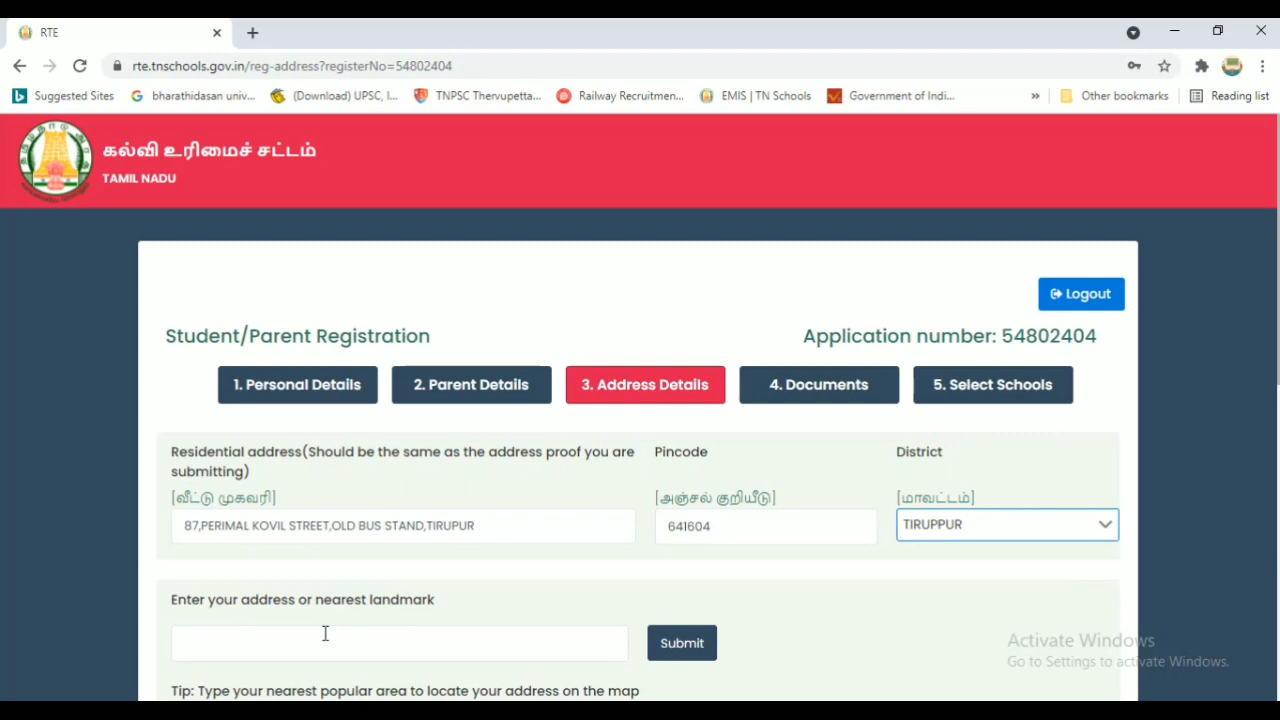 RTE
rte.tnschools.gov.in/reg-address?registerNo=54802404
Suggested Sites
bharathidasan univ...
(Download) UPSC, I...
TNPSC Thervupetta...
Railway Recruitmen...
EMIS | TN Schools
Government of Indi...
»
Other bookmarks
Reading list
கல்வி உரிமைச் சட்டம்
TAMIL NADU
Logout
Student/Parent Registration
Application number: 54802404
1. Personal Details
2. Parent Details
3. Address Details
4. Documents
5. Select Schools
Residential address(Should be the same as the address proof you are
submitting)
[வீட்டு முகவரி]
87,PERIMAL KOVIL STREET,OLD BUS STAND,TIRUPUR
Pincode
[அஞ்சல் குறியீடு]
641604
District
[மாவட்டம்]
TIRUPPUR
Enter your address or nearest landmark
Submit
Tip: Type your nearest popular area to locate your address on the map
Activate Windows
Go to Settings to activate Windows.